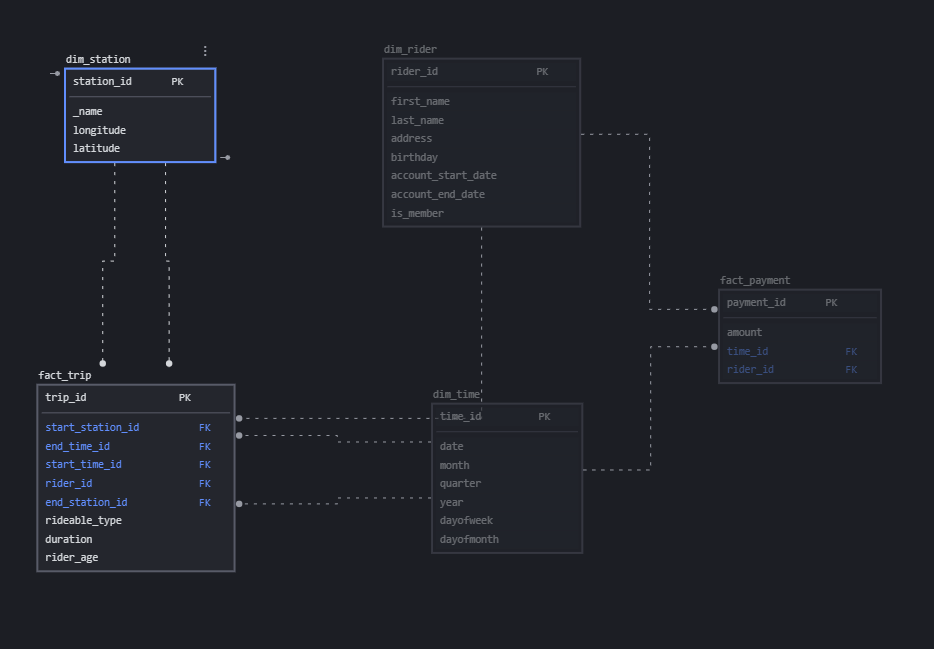 dim_station
station_id PK
_name
longitude
latitude
dim_rider
rider_id PK
first_name
last_name
address
birthday
account_start_date
account_end_date
is_member
fact_payment
payment_id PK
amount
time_id FK
rider_id FK
fact_trip
trip_id PK
start_station_id FK
end_time_id FK
start_time_id FK
rider_id FK
end_station_id FK
rideable_type
duration
rider_age
dim_time
time_id PK
date
month
quarter
year
dayofweek
dayofmonth